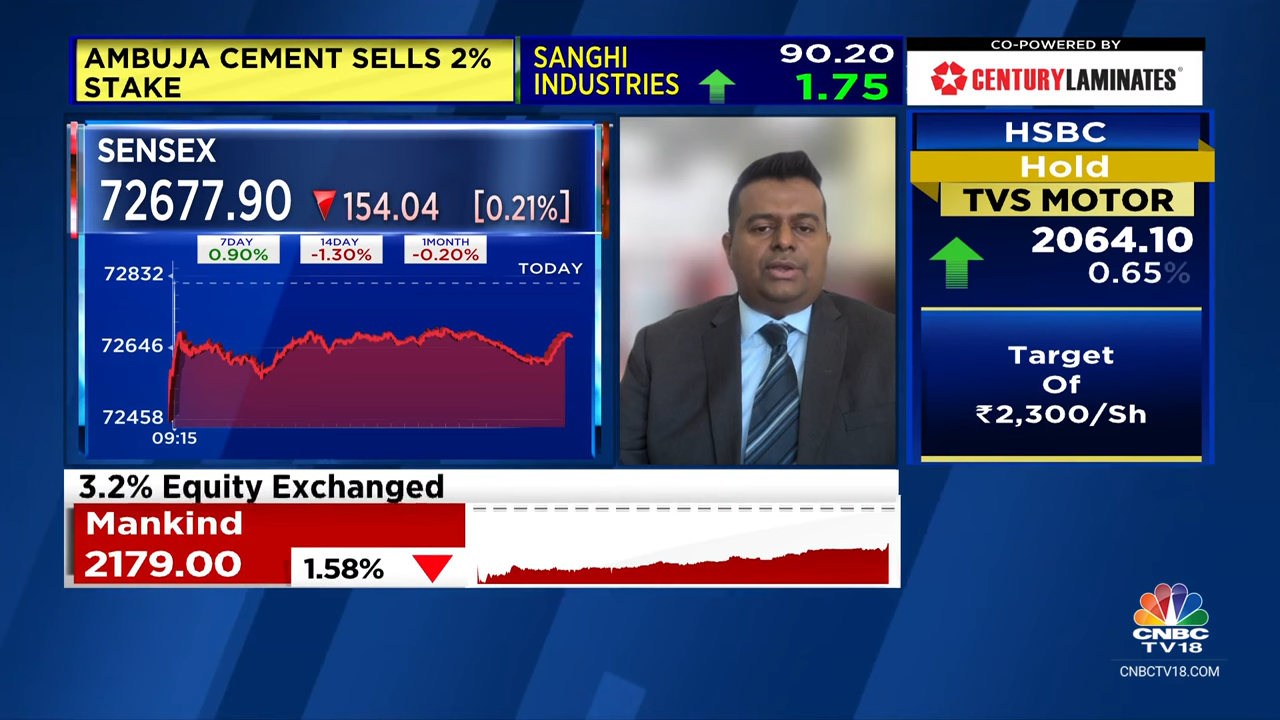 AMBUJA CEMENT SELLS 2%
STAKE
SANGHI
INDUSTRIES
90.20
1.75
CO-POWERED BY
CENTURYLAMINATES®
SENSEX
72677.90 154.04 [0.21%]
7DAY
0.90%
14DAY
-1.30%
1MONTH
-0.20%
TODAY
72832
72646
72458
09:15
HSBC
Hold
TVS MOTOR
2064.10
0.65%
Target
Of
₹2,300/Sh
3.2% Equity Exchanged
Mankind
2179.00
1.58%
CNBC
TV18
CNBCTV18.COM